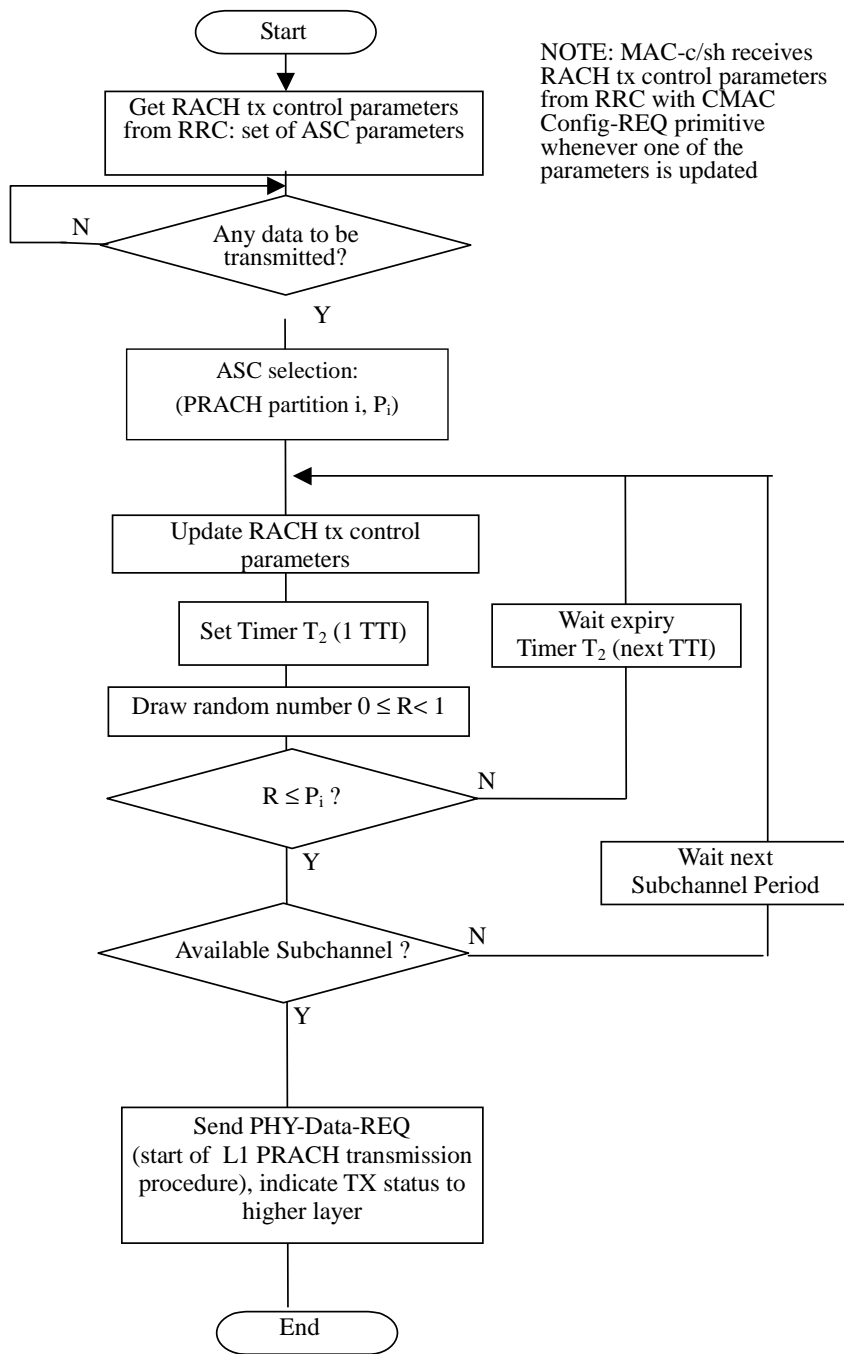 Start
NOTE: MAC-c/sh receives
RACH tx control parameters
from RRC with CMAC
Config-REQ primitive
whenever one of the
parameters is updated
Get RACH tx control parameters
from RRC: set of ASC parameters
N
Any data to be
transmitted?
Y
ASC selection:
(PRACH partition i, Pᵢ)
Update RACH tx control
parameters
Set Timer T₂ (1 TTI)
Wait expiry
Timer T₂ (next TTI)
Draw random number 0 ≤ R< 1
R ≤ Pᵢ ?
N
Y
Wait next
Subchannel Period
Available Subchannel ?
N
Y
Send PHY-Data-REQ
(start of L1 PRACH transmission
procedure), indicate TX status to
higher layer
End